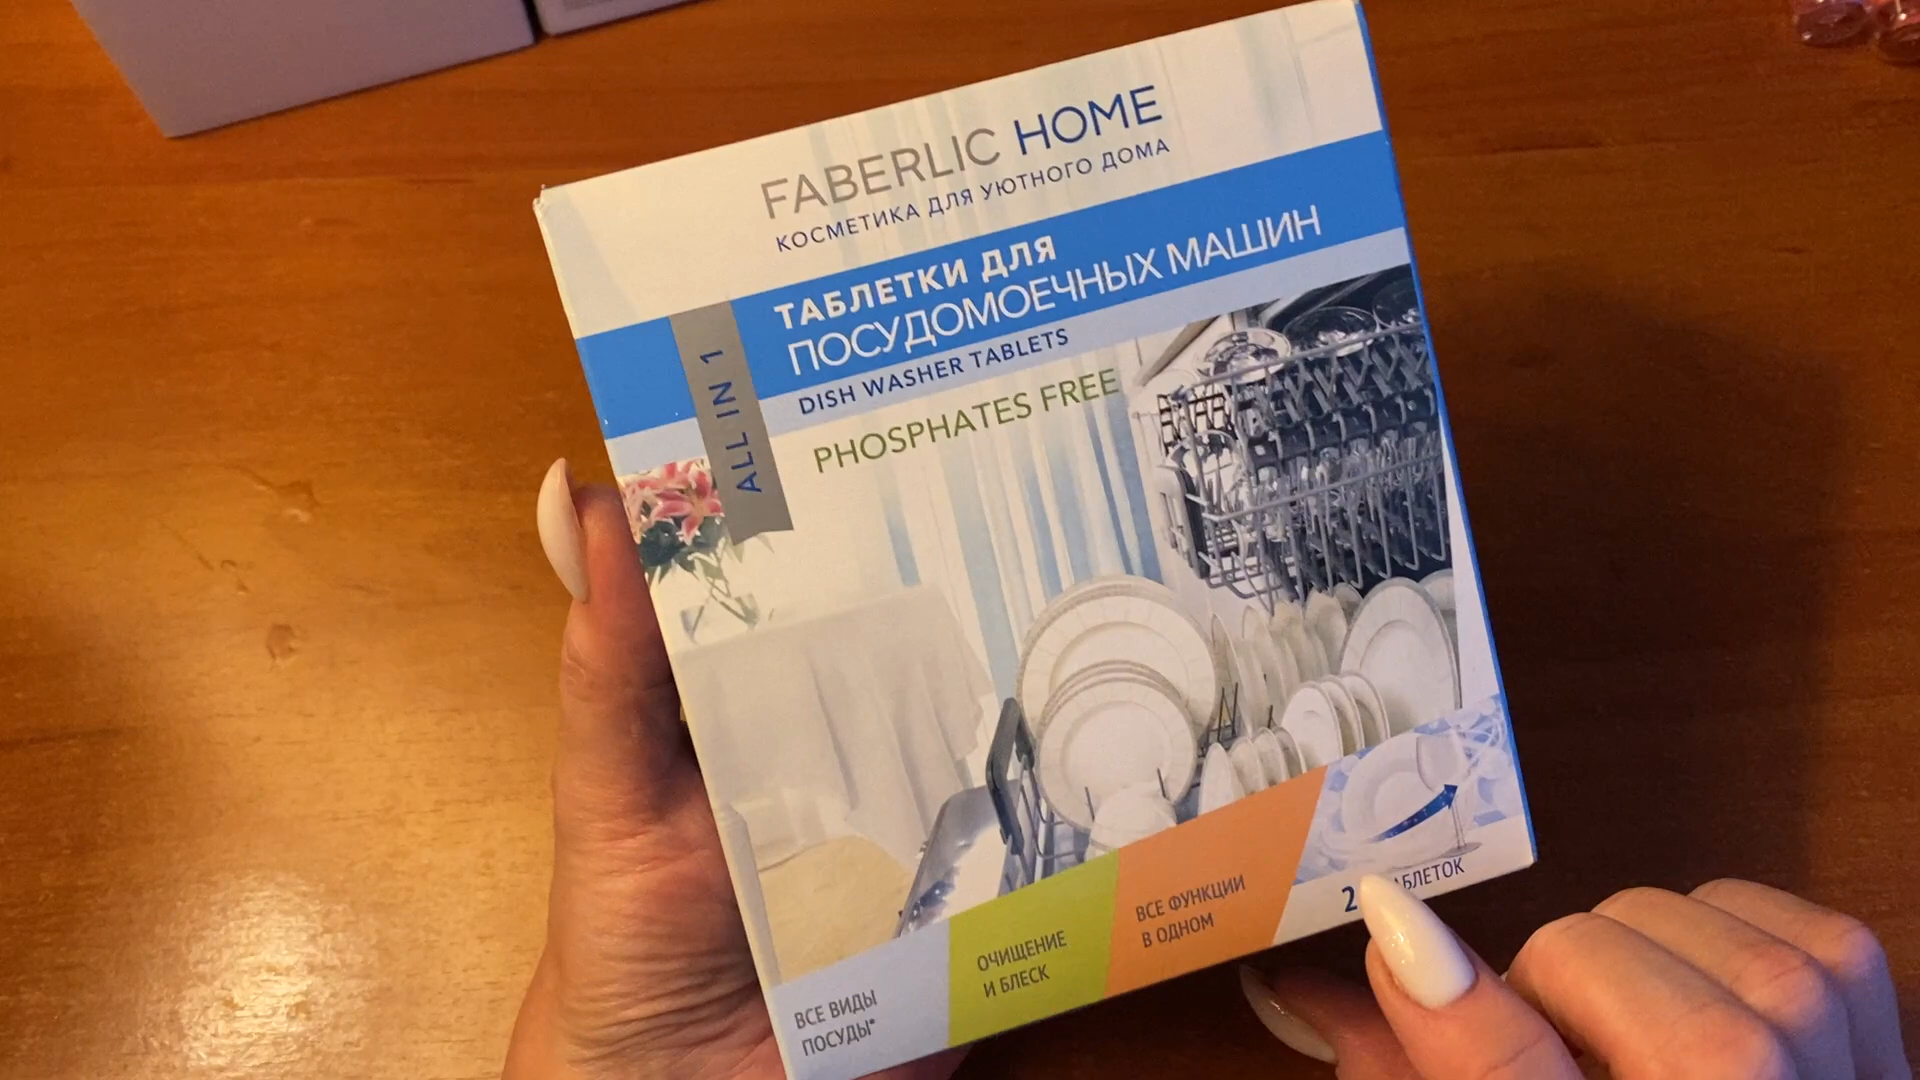 FABERLIC HOME
КОСМЕТИКА ДЛЯ УЮТНОГО ДОМА
ТАБЛЕТКИ ДЛЯ
ПОСУДОМОЕЧНЫХ МАШИН
DISH WASHER TABLETS
ALL IN 1
PHOSPHATES FREE
ВСЕ ВИДЫ
ПОСУДЫ*
ОЧИЩЕНИЕ
И БЛЕСК
ВСЕ ФУНКЦИИ
В ОДНОМ